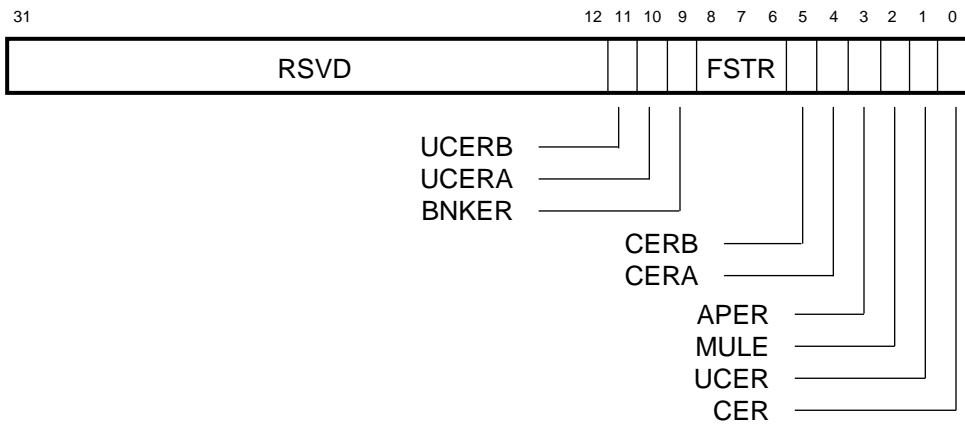 31 12 11 10 9 8 7 6 5 4 3 2 1 0
RSVD FSTR
UCERB
UCERA
BNKER
CERB
CERA
APER
MULE
UCER
CER